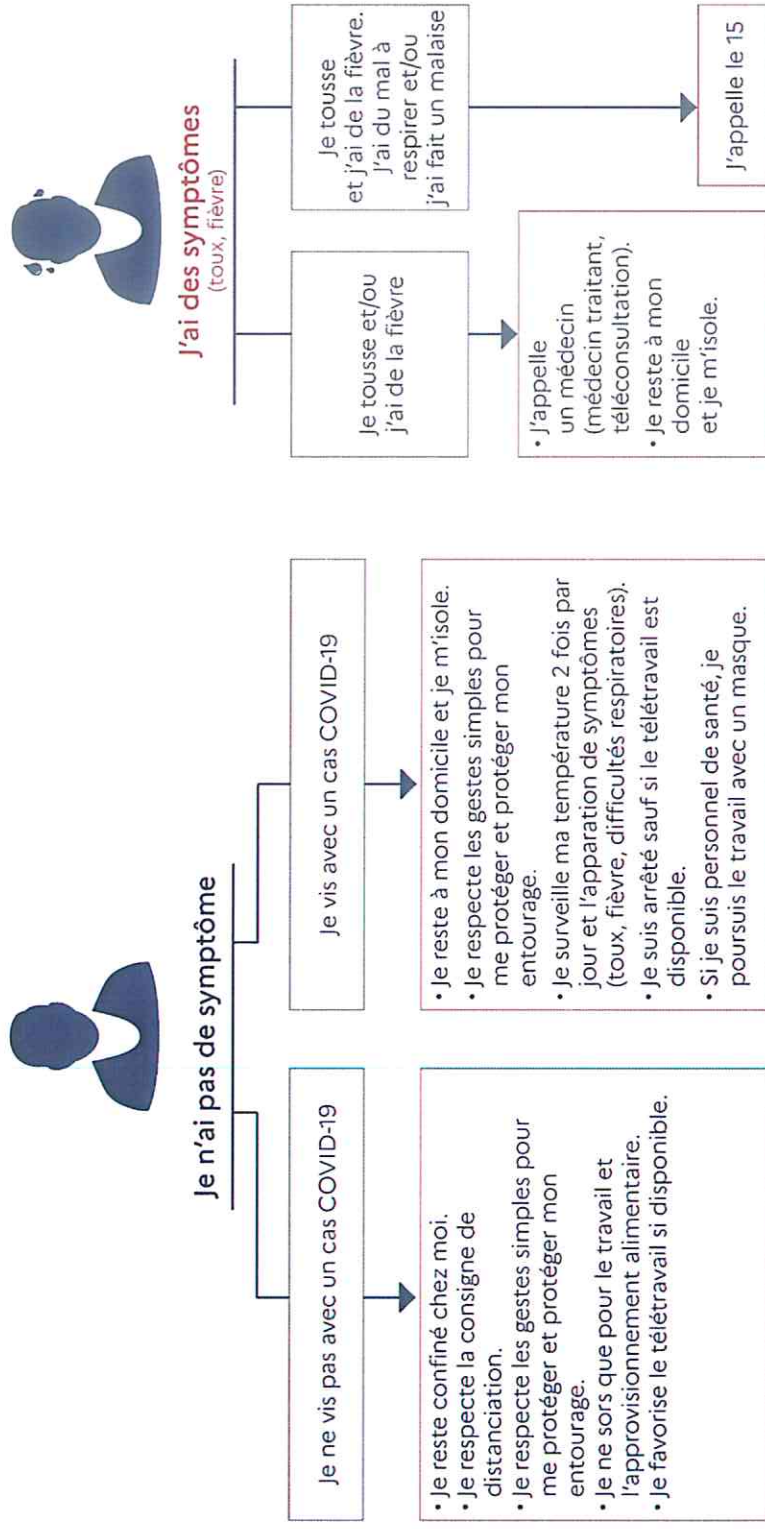 Je n'ai pas de symptôme
Je ne vis pas avec un cas COVID-19
• Je reste confiné chez moi.
• Je respecte la consigne de
distanciation.
• Je respecte les gestes simples pour
me protéger et protéger mon
entourage.
• Je ne sors que pour le travail et
l'approvisionnement alimentaire.
• Je favorise le télétravail si disponible.
Je vis avec un cas COVID-19
• Je reste à mon domicile et je m'isole.
• Je respecte les gestes simples pour
me protéger et protéger mon
entourage.
• Je surveille ma température 2 fois par
jour et l'apparation de symptômes
(toux, fièvre, difficultés respiratoires).
• Je suis arrêté sauf si le télétravail est
disponible.
• Si je suis personnel de santé, je
poursuis le travail avec un masque.
J'ai des symptômes
(toux, fièvre)
Je tousse et/ou
j'ai de la fièvre
• J'appelle
un médecin
(médecin traitant,
téléconsultation).
• Je reste à mon
domicile
et je m'isole.
Je tousse
et j'ai de la fièvre.
J'ai du mal à
respirer et/ou
j'ai fait un malaise
J'appelle le 15